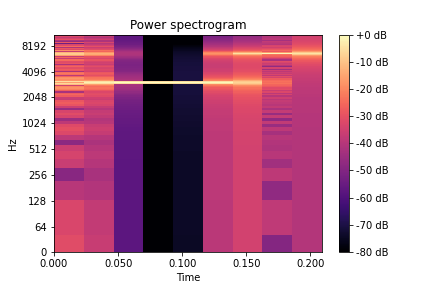 Power spectrogram
8192
4096
2048
1024
512
256
128
64
0
Hz
0.000 0.050 0.100 0.150 0.200
Time
+0 dB
-10 dB
-20 dB
-30 dB
-40 dB
-50 dB
-60 dB
-70 dB
-80 dB